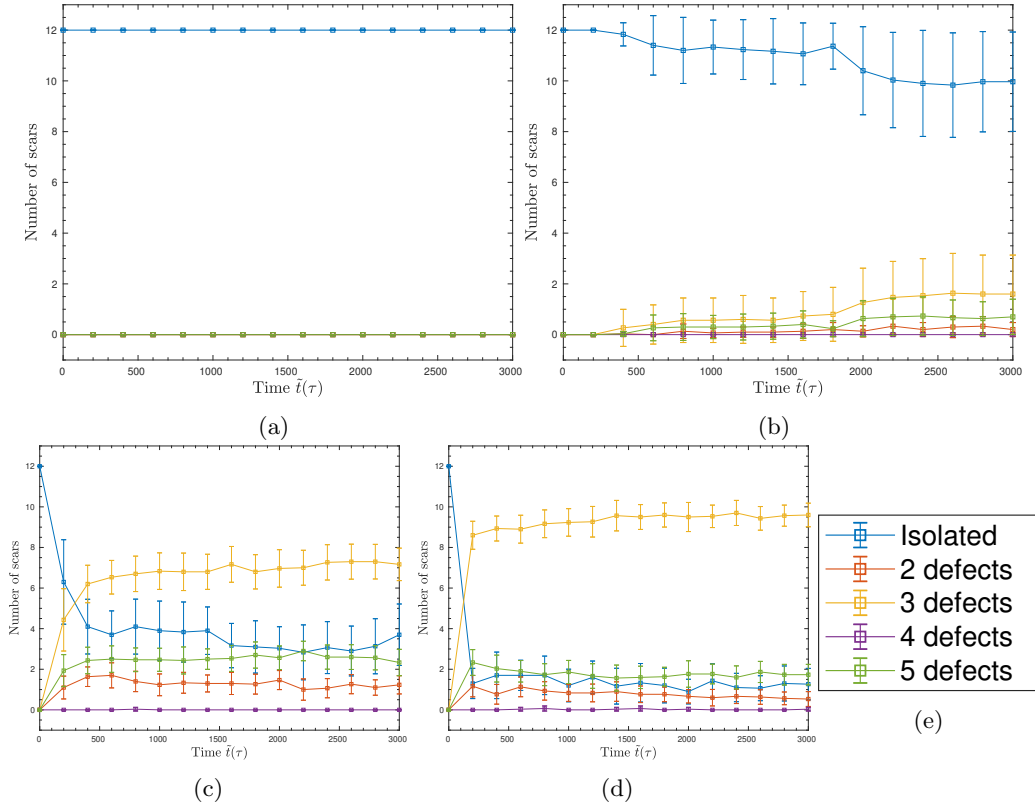 12
10
8
6
4
2
0
Number of scars
0 500 1000 1500 2000 2500 3000
Time t̃(τ)
(a)
12
10
8
6
4
2
0
Number of scars
0 500 1000 1500 2000 2500 3000
Time t̃(τ)
(b)
12
10
8
6
4
2
0
Number of scars
0 500 1000 1500 2000 2500 3000
Time t̃(τ)
(c)
12
10
8
6
4
2
0
Number of scars
0 500 1000 1500 2000 2500 3000
Time t̃(τ)
(d)
Isolated
2 defects
3 defects
4 defects
5 defects
(e)